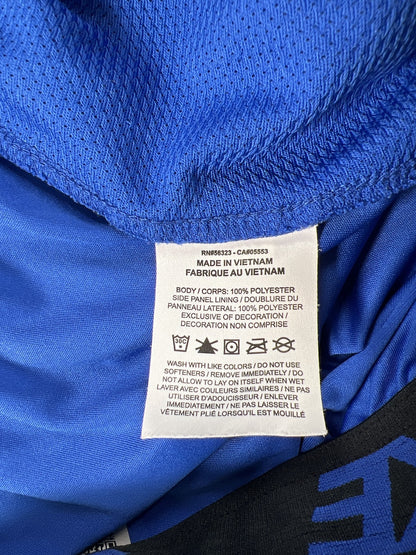 RN#56323 - CA#05553
MADE IN VIETNAM
FABRIQUE AU VIETNAM
BODY / CORPS: 100% POLYESTER
SIDE PANEL LINING / DOUBLURE DU
PANNEAU LATERAL: 100% POLYESTER
EXCLUSIVE OF DECORATION /
DECORATION NON COMPRISE
30C
WASH WITH LIKE COLORS / DO NOT USE
SOFTENERS / REMOVE IMMEDIATELY / DO
NOT ALLOW TO LAY ON ITSELF WHEN WET
LAVER AVEC COULEURS SIMILAIRES / NE PAS
UTILISER D'ADOUCISSEUR / ENLEVER
IMMÉDIATEMENT / NE PAS LAISSER LE
VÊTEMENT PLIÉ LORSQU'IL EST MOUILLÉ